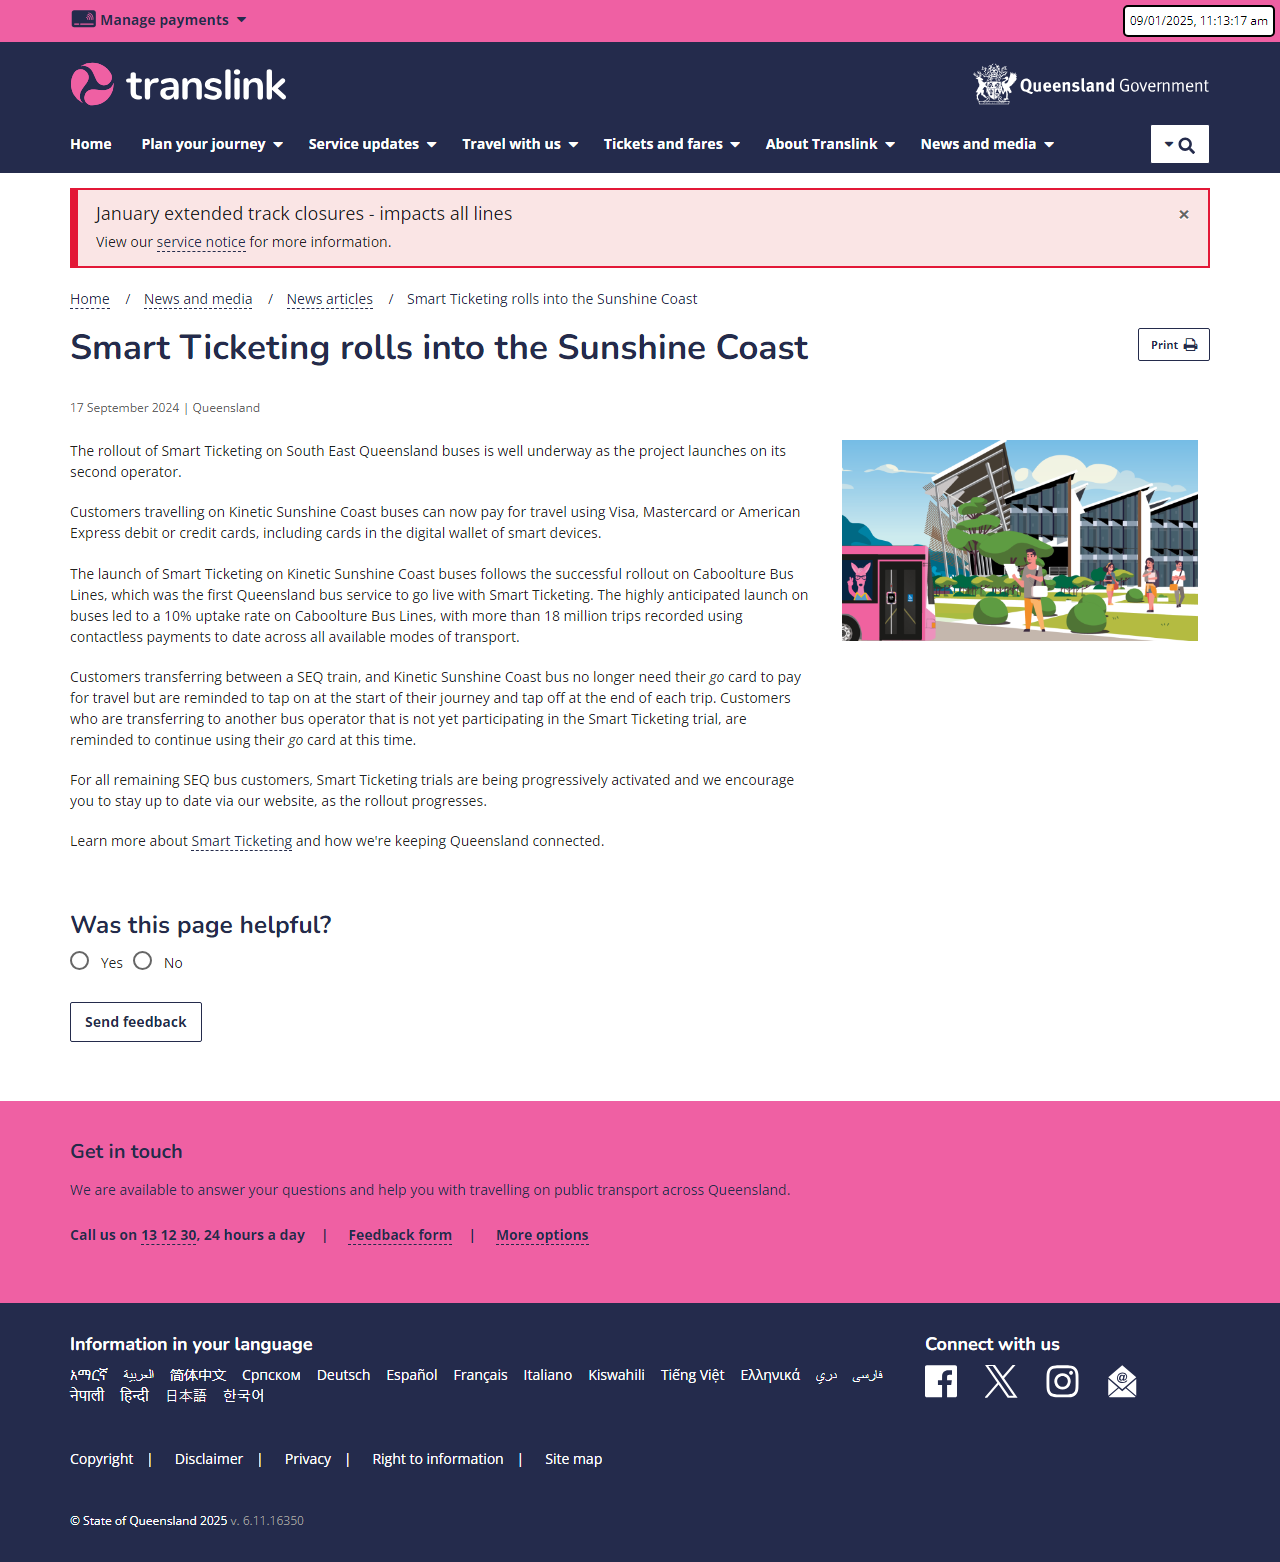 Manage payments
09/01/2025, 11:13:17 am
translink
Queensland Government
Home Plan your journey Service updates Travel with us Tickets and fares About Translink News and media
January extended track closures - impacts all lines ×
View our service notice for more information.
Home / News and media / News articles / Smart Ticketing rolls into the Sunshine Coast
Smart Ticketing rolls into the Sunshine Coast
Print
17 September 2024 | Queensland
The rollout of Smart Ticketing on South East Queensland buses is well underway as the project launches on its
second operator.
Customers travelling on Kinetic Sunshine Coast buses can now pay for travel using Visa, Mastercard or American
Express debit or credit cards, including cards in the digital wallet of smart devices.
The launch of Smart Ticketing on Kinetic Sunshine Coast buses follows the successful rollout on Caboolture Bus
Lines, which was the first Queensland bus service to go live with Smart Ticketing. The highly anticipated launch on
buses led to a 10% uptake rate on Caboolture Bus Lines, with more than 18 million trips recorded using
contactless payments to date across all available modes of transport.
Customers transferring between a SEQ train, and Kinetic Sunshine Coast bus no longer need their go card to pay
for travel but are reminded to tap on at the start of their journey and tap off at the end of each trip. Customers
who are transferring to another bus operator that is not yet participating in the Smart Ticketing trial, are
reminded to continue using their go card at this time.
For all remaining SEQ bus customers, Smart Ticketing trials are being progressively activated and we encourage
you to stay up to date via our website, as the rollout progresses.
Learn more about Smart Ticketing and how we're keeping Queensland connected.
Was this page helpful?
Yes No
Send feedback
Get in touch
We are available to answer your questions and help you with travelling on public transport across Queensland.
Call us on 13 12 30, 24 hours a day | Feedback form | More options
Information in your language
አማርኛ العربية 简体中文 Српском Deutsch Español Français Italiano Kiswahili Tiếng Việt Ελληνικά دري فارسی
नेपाली हिन्दी 日本語 한국어
Connect with us
Copyright | Disclaimer | Privacy | Right to information | Site map
© State of Queensland 2025 v. 6.11.16350